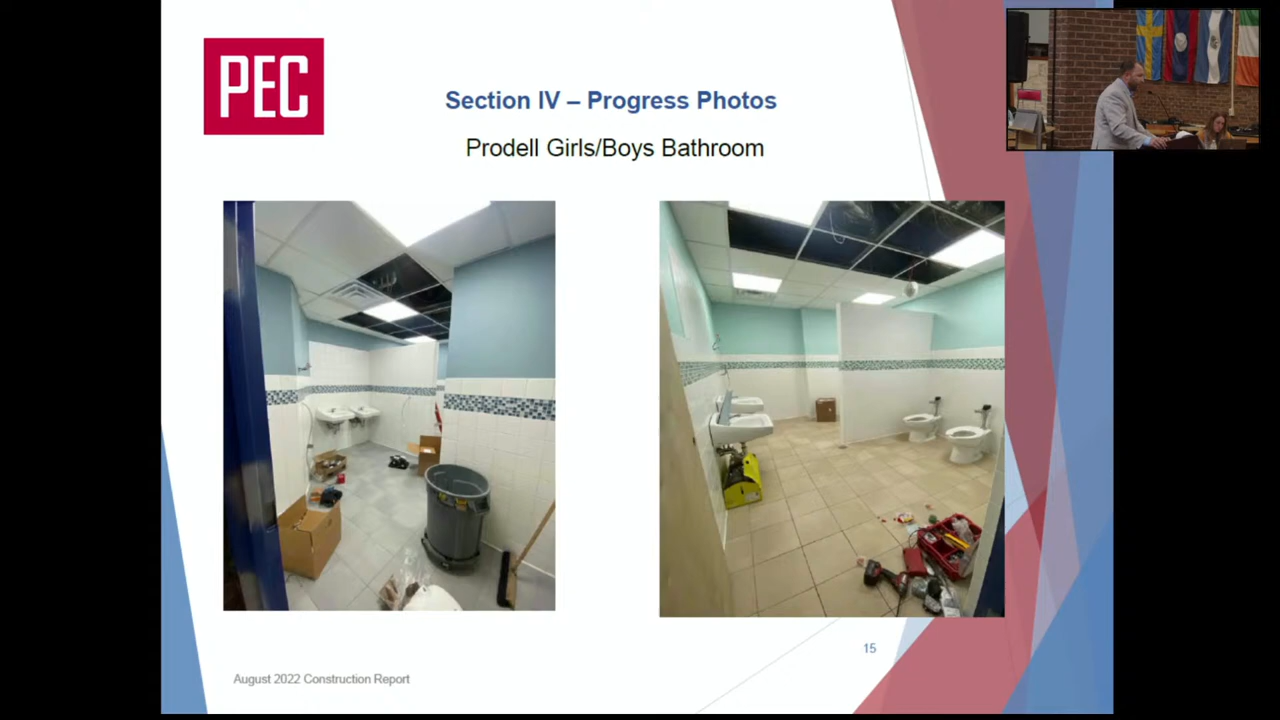 PEC
Section IV – Progress Photos
Prodell Girls/Boys Bathroom
15
August 2022 Construction Report